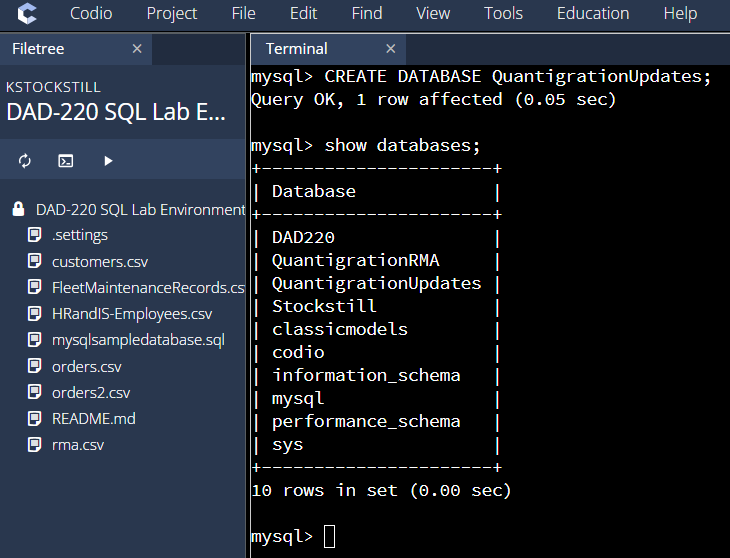 Codio Project File Edit Find View Tools Education Help
Filetree ×
KSTOCKSTILL
DAD-220 SQL Lab E...
DAD-220 SQL Lab Environment
.settings
customers.csv
FleetMaintenanceRecords.cs
HRandIS-Employees.csv
mysqlsampledatabase.sql
orders.csv
orders2.csv
README.md
rma.csv
Terminal ×
mysql> CREATE DATABASE QuantigrationUpdates;
Query OK, 1 row affected (0.05 sec)
mysql> show databases;
+----------------------+
| Database             |
+----------------------+
| DAD220               |
| QuantigrationRMA     |
| QuantigrationUpdates |
| Stockstill           |
| classicmodels        |
| codio                |
| information_schema   |
| mysql                |
| performance_schema   |
| sys                  |
+----------------------+
10 rows in set (0.00 sec)
mysql>